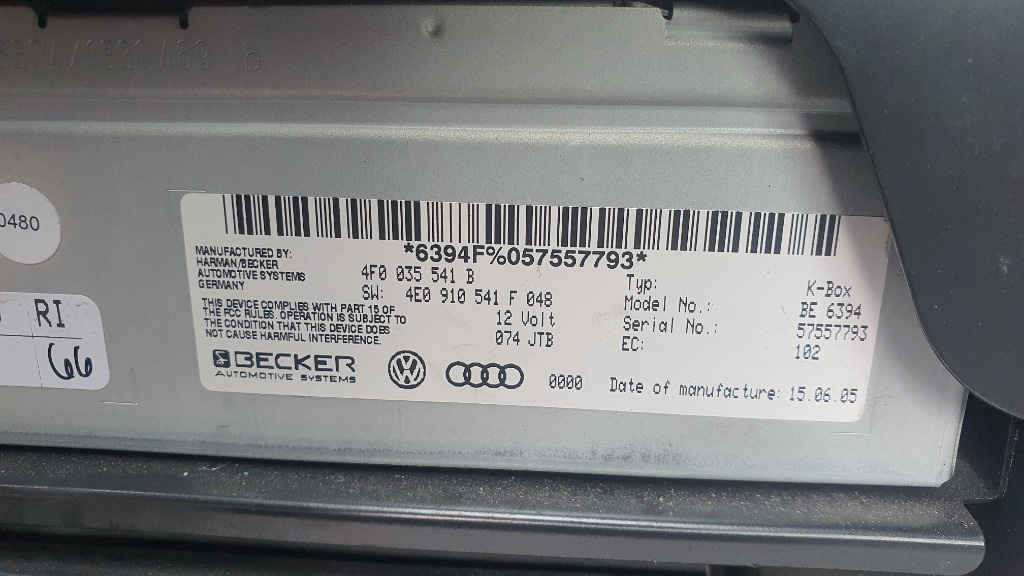 0480
RI
66
*6394F%057557793*
MANUFACTURED BY:
HARMAN/BECKER
AUTOMOTIVE SYSTEMS
GERMANY
THIS DEVICE COMPLIES WITH PART 15 OF
THE FCC RULES. OPERATION IS SUBJECT TO
THE CONDITION THAT THIS DEVICE DOES
NOT CAUSE HARMFUL INTERFERENCE.
4F0 035 541 B
SW: 4E0 910 541 F 048
12 Volt
074 JTB
Typ: K-Box
Model No.: BE 6394
Serial No.: 57557793
EC: 102
BECKER
AUTOMOTIVE SYSTEMS
0000
Date of manufacture: 15.06.05